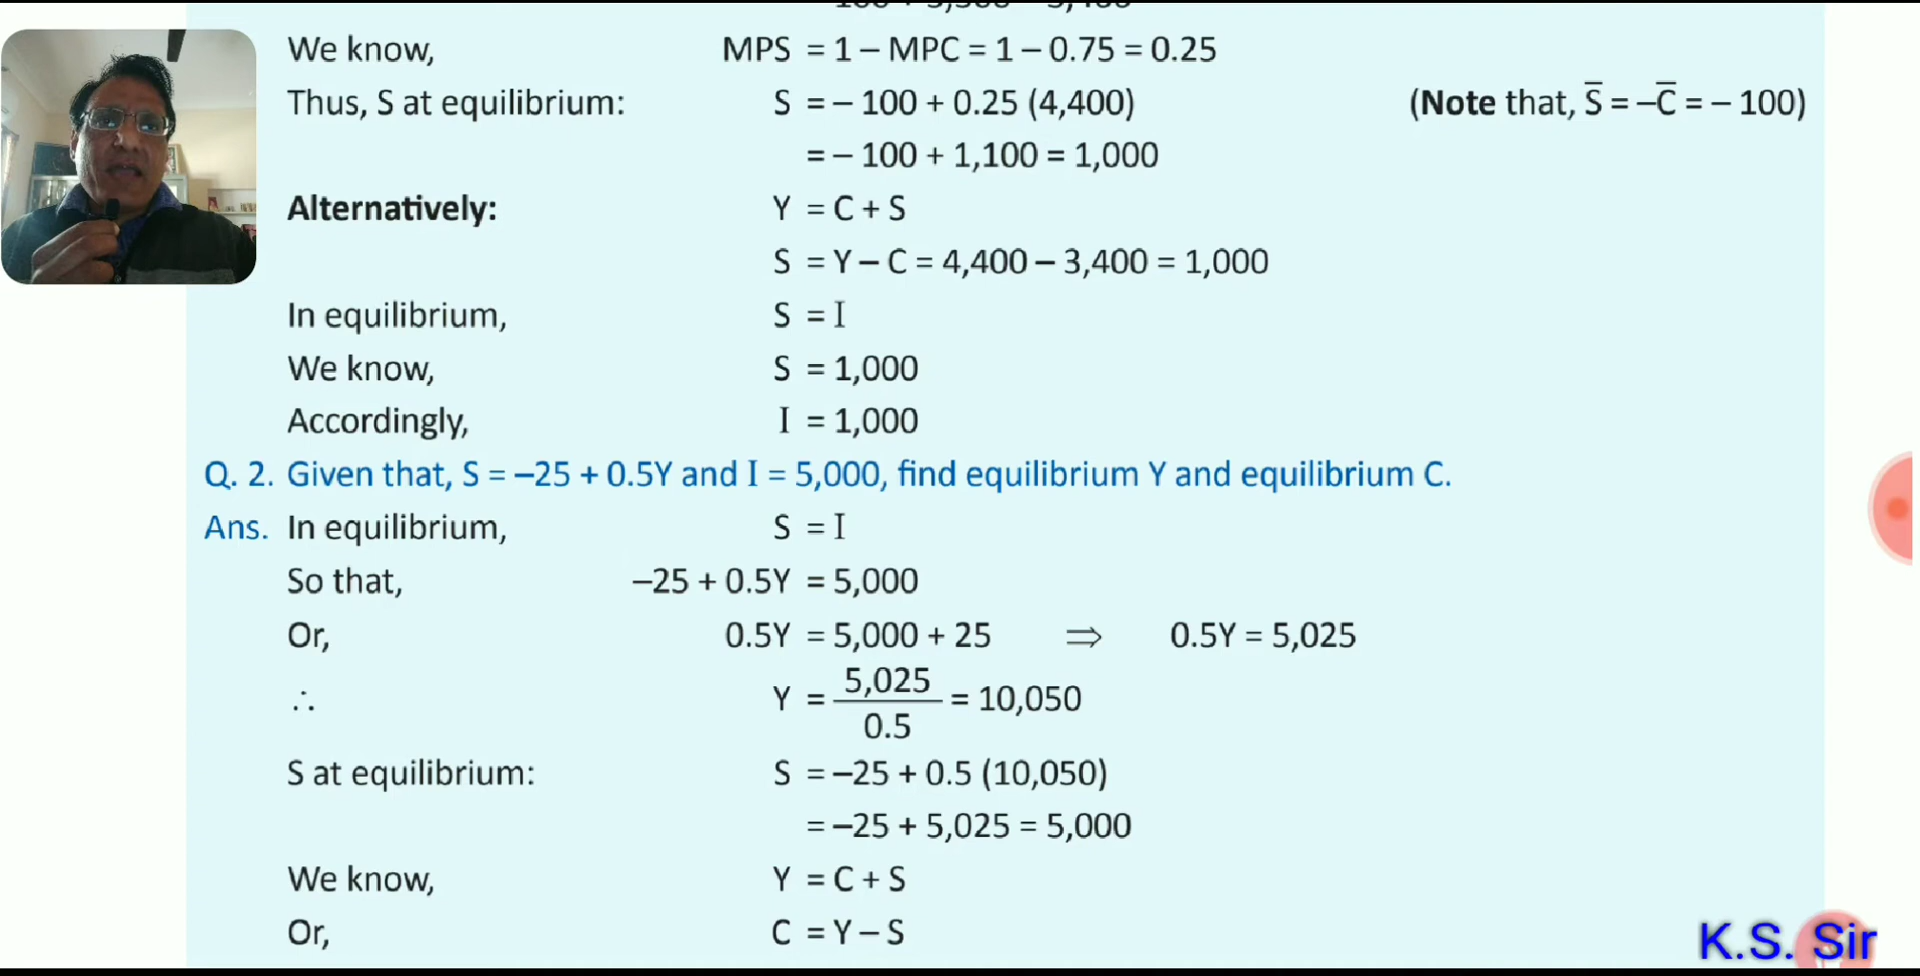 We know, MPS = 1 – MPC = 1 – 0.75 = 0.25
Thus, S at equilibrium: S = – 100 + 0.25 (4,400) (Note that, S̅ = –C̅ = – 100)
= – 100 + 1,100 = 1,000
Alternatively: Y = C + S
S = Y – C = 4,400 – 3,400 = 1,000
In equilibrium, S = I
We know, S = 1,000
Accordingly, I = 1,000
Q. 2. Given that, S = –25 + 0.5Y and I = 5,000, find equilibrium Y and equilibrium C.
Ans. In equilibrium, S = I
So that, –25 + 0.5Y = 5,000
Or, 0.5Y = 5,000 + 25 ⇒ 0.5Y = 5,025
∴ Y = 5,025 / 0.5 = 10,050
S at equilibrium: S = –25 + 0.5 (10,050)
= –25 + 5,025 = 5,000
We know, Y = C + S
Or, C = Y – S
K.S. Sir